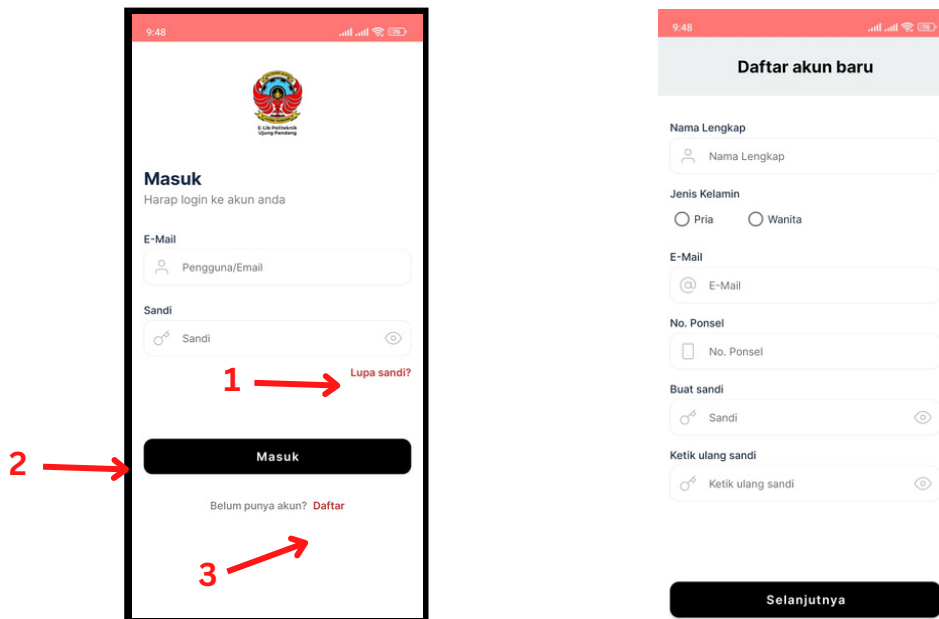 9:48
E-Lib Politeknik
Ujung Pandang
Masuk
Harap login ke akun anda
E-Mail
Pengguna/Email
Sandi
Sandi
1
Lupa sandi?
2
Masuk
Belum punya akun? Daftar
3
9:48
Daftar akun baru
Nama Lengkap
Nama Lengkap
Jenis Kelamin
Pria Wanita
E-Mail
E-Mail
No. Ponsel
No. Ponsel
Buat sandi
Sandi
Ketik ulang sandi
Ketik ulang sandi
Selanjutnya